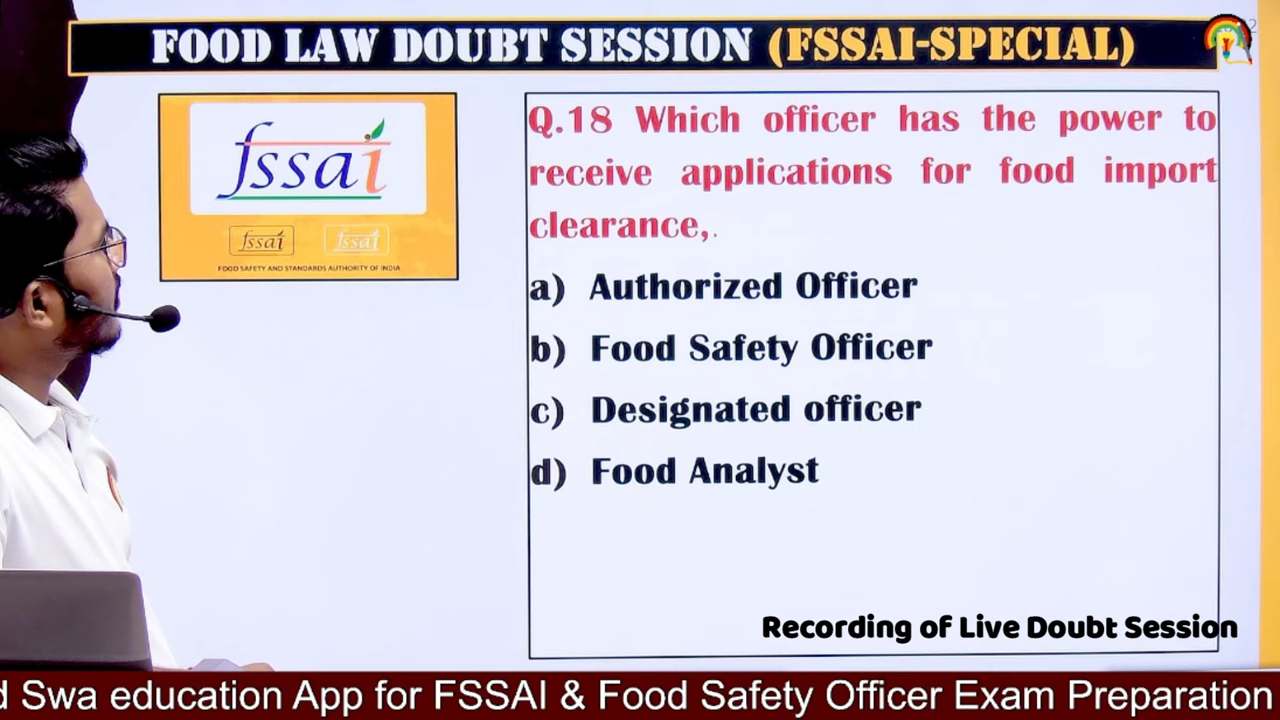 FOOD LAW DOUBT SESSION (FSSAI-SPECIAL)
fssai
fssai fssai
FOOD SAFETY AND STANDARDS AUTHORITY OF INDIA
Q.18 Which officer has the power to
receive applications for food import
clearance,.
a) Authorized Officer
b) Food Safety Officer
c) Designated officer
d) Food Analyst
Recording of Live Doubt Session
d Swa education App for FSSAI & Food Safety Officer Exam Preparation